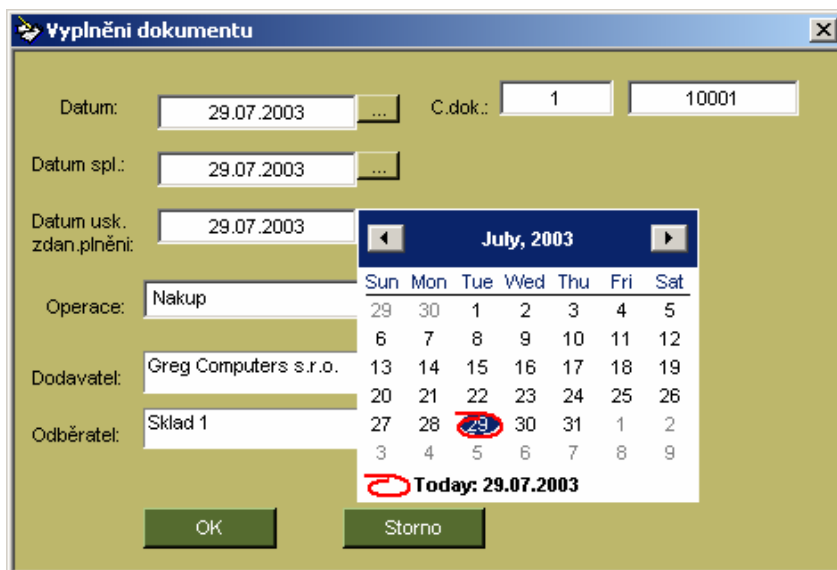 Vyplněni dokumentu
Datum: 29.07.2003 ... C.dok.: 1 10001
Datum spl.: 29.07.2003 ...
Datum usk.
zdan.plněni: 29.07.2003
Operace: Nakup
Dodavatel: Greg Computers s.r.o.
Odběratel: Sklad 1
July, 2003
Sun Mon Tue Wed Thu Fri Sat
29 30 1 2 3 4 5
6 7 8 9 10 11 12
13 14 15 16 17 18 19
20 21 22 23 24 25 26
27 28 29 30 31 1 2
3 4 5 6 7 8 9
Today: 29.07.2003
OK Storno